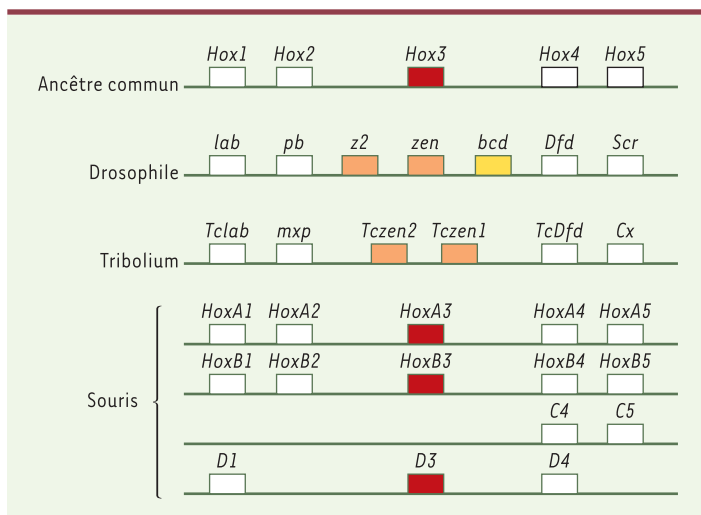 Hox1 Hox2 Hox3 Hox4 Hox5
Ancêtre commun
lab pb z2 zen bcd Dfd Scr
Drosophile
Tclab mxp Tczen2 Tczen1 TcDfd Cx
Tribolium
HoxA1 HoxA2 HoxA3 HoxA4 HoxA5
HoxB1 HoxB2 HoxB3 HoxB4 HoxB5
Souris
C4 C5
D1 D3 D4